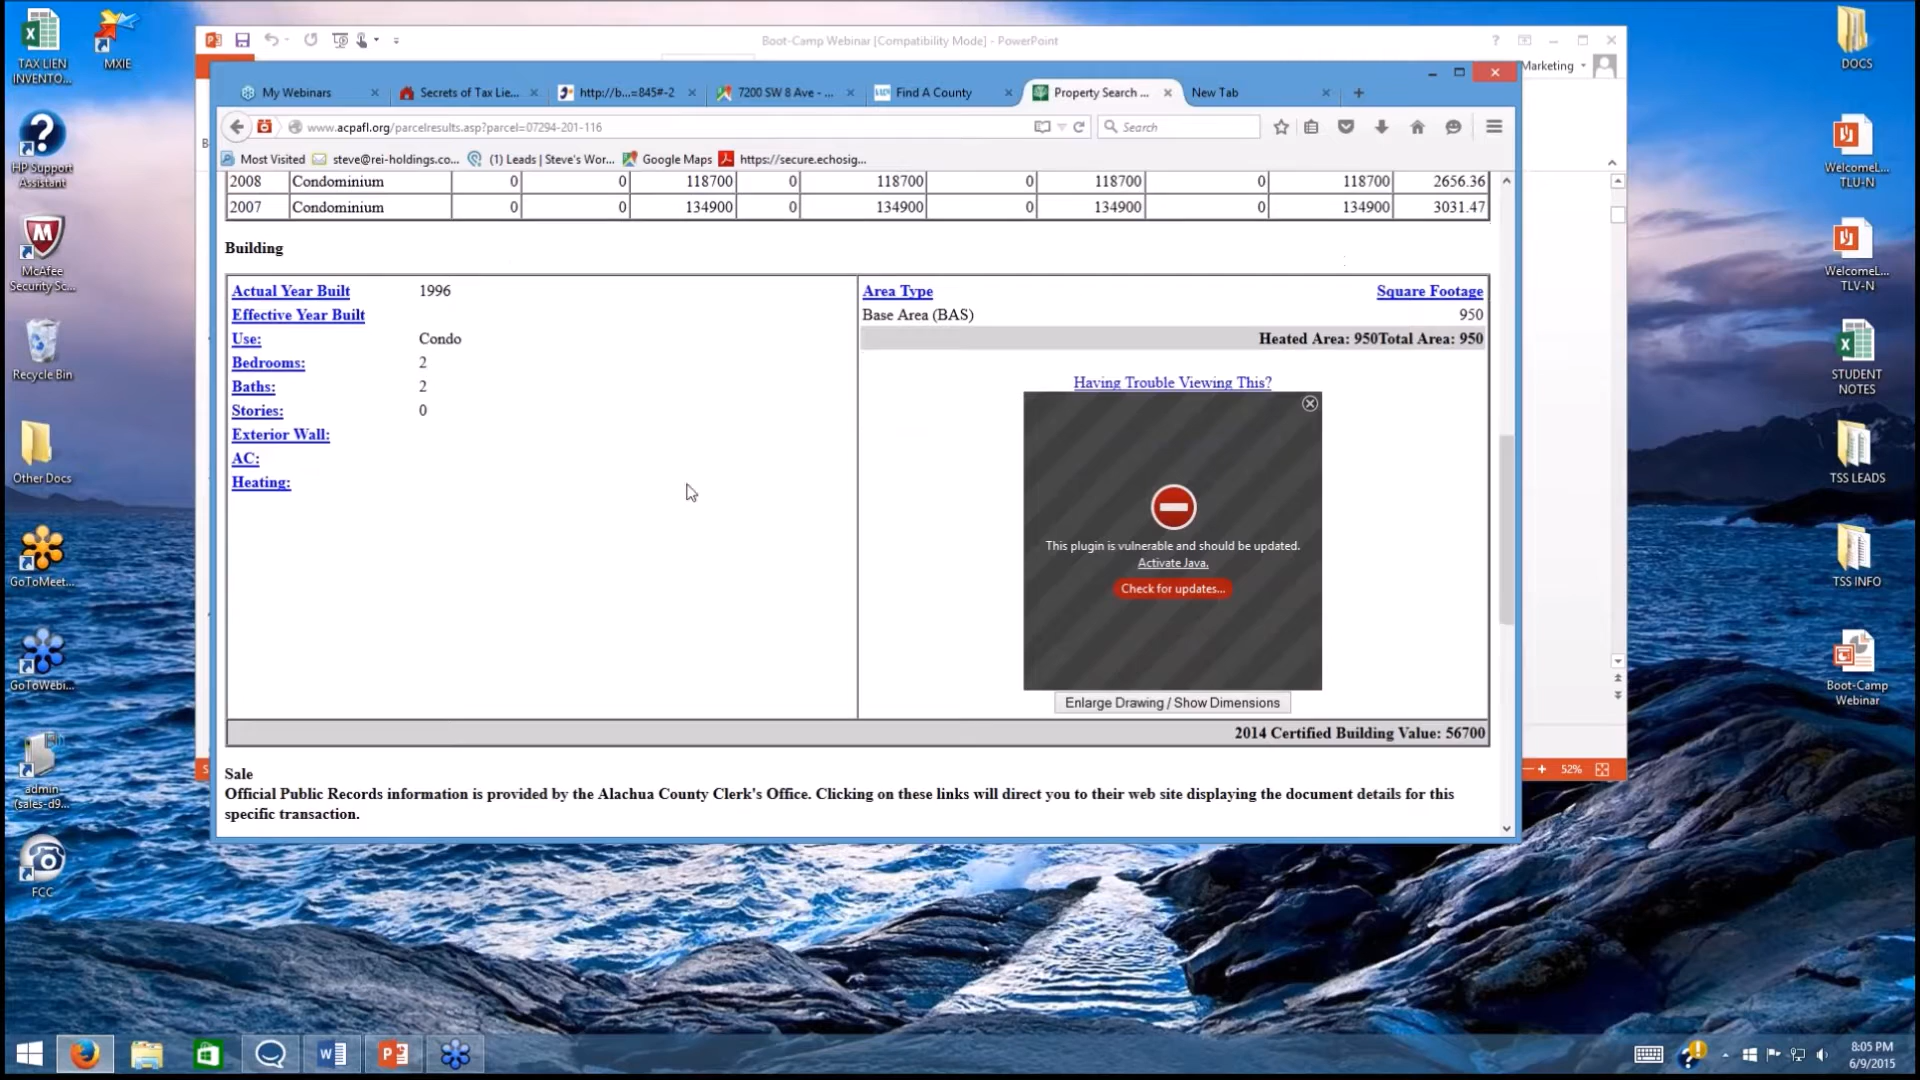 TAX LIEN
INVENTO...
MXIE
HP Support
Assistant
McAfee
Security Sc...
Recycle Bin
Other Docs
GoToMeet...
GoToWebi...
admin
(sales-d9...
FCC
Boot-Camp Webinar [Compatibility Mode] - PowerPoint
Marketing
My Webinars
Secrets of Tax Lie...
http://b...=845#-2
7200 SW 8 Ave - ...
Find A County
Property Search ...
New Tab
www.acpafl.org/parcelresults.asp?parcel=07294-201-116
Search
Most Visited
steve@rei-holdings.co...
(1) Leads | Steve's Wor...
Google Maps
https://secure.echosig...
2008 Condominium 0 0 118700 0 118700 0 118700 0 118700 2656.36
2007 Condominium 0 0 134900 0 134900 0 134900 0 134900 3031.47
Building
Actual Year Built 1996
Effective Year Built
Use: Condo
Bedrooms: 2
Baths: 2
Stories: 0
Exterior Wall:
AC:
Heating:
Area Type Square Footage
Base Area (BAS) 950
Heated Area: 950Total Area: 950
Having Trouble Viewing This?
This plugin is vulnerable and should be updated.
Activate Java.
Check for updates...
Enlarge Drawing / Show Dimensions
2014 Certified Building Value: 56700
Sale
Official Public Records information is provided by the Alachua County Clerk's Office. Clicking on these links will direct you to their web site displaying the document details for this
specific transaction.
52%
DOCS
WelcomeL...
TLU-N
WelcomeL...
TLV-N
STUDENT
NOTES
TSS LEADS
TSS INFO
Boot-Camp
Webinar
8:05 PM
6/9/2015